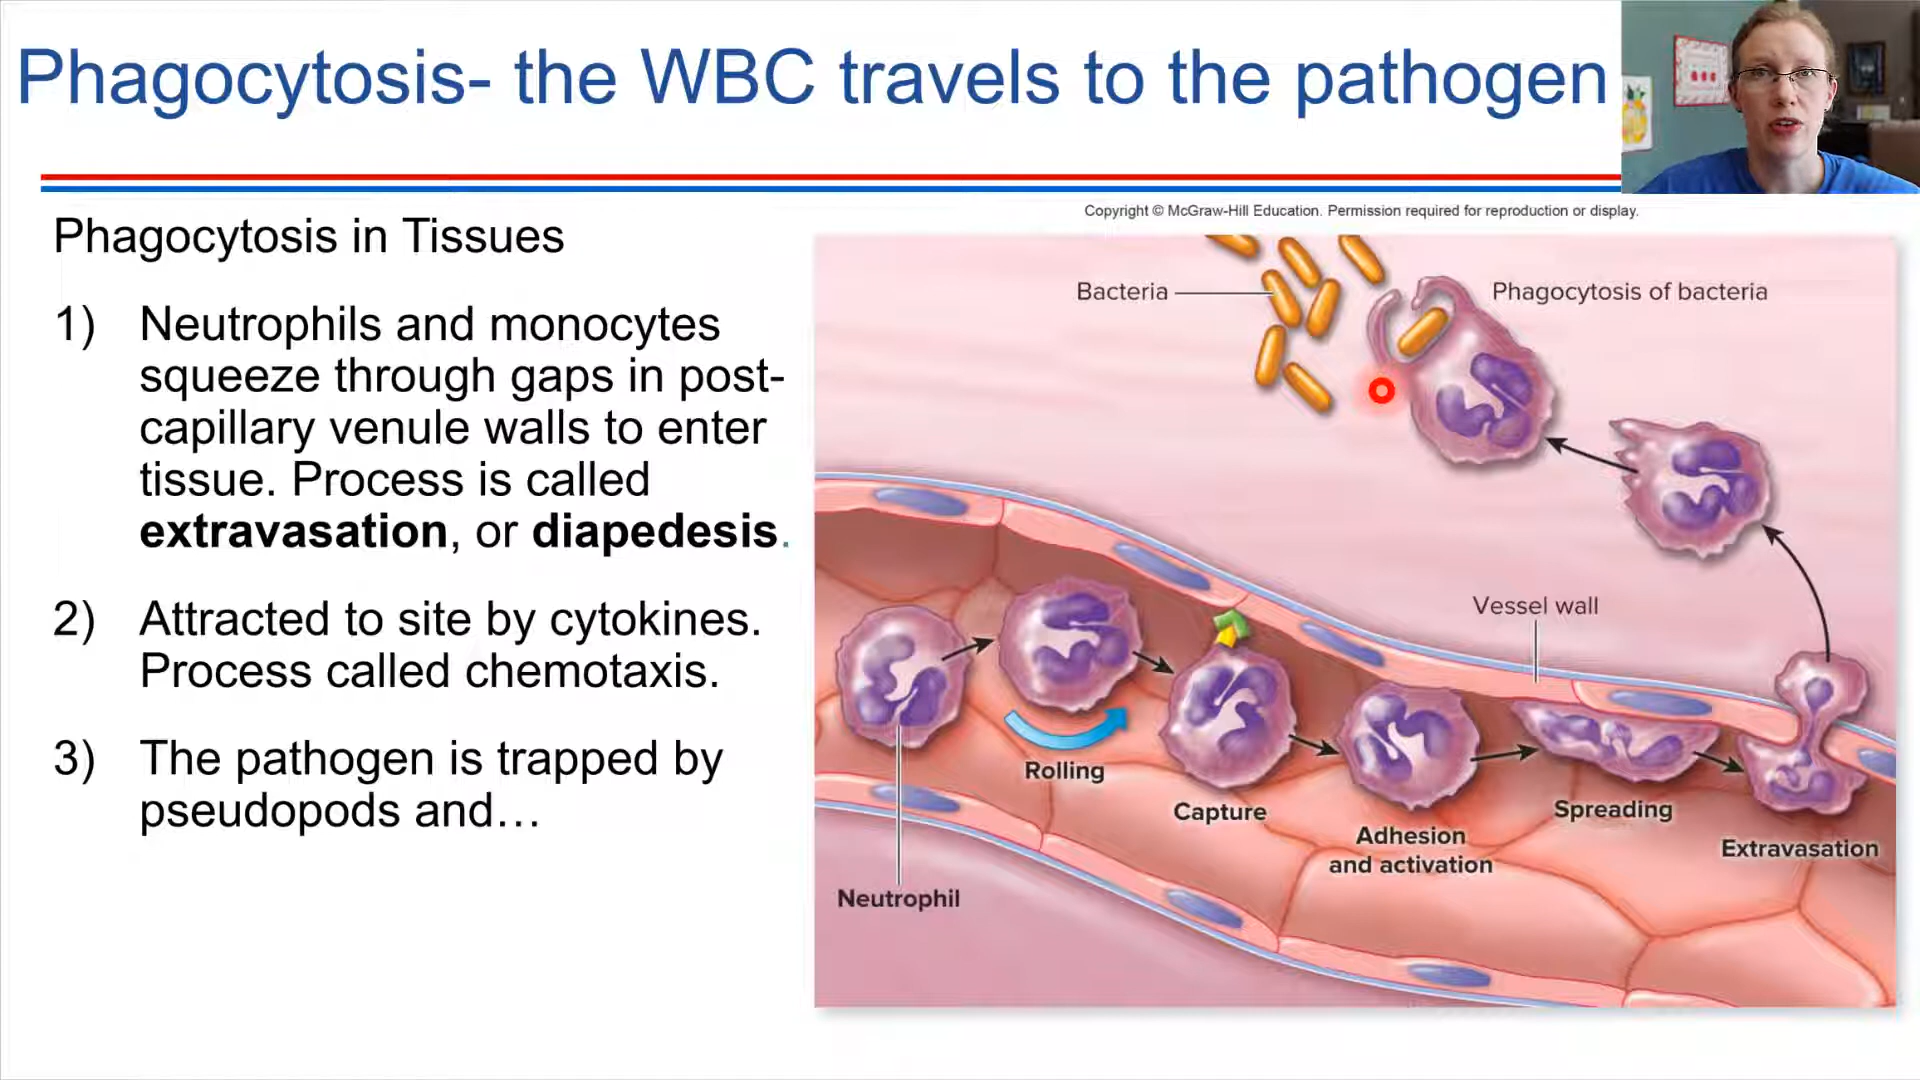 Phagocytosis- the WBC travels to the pathogen
Copyright © McGraw-Hill Education. Permission required for reproduction or display.
Phagocytosis in Tissues
1) Neutrophils and monocytes
squeeze through gaps in post-
capillary venule walls to enter
tissue. Process is called
extravasation, or diapedesis.
2) Attracted to site by cytokines.
Process called chemotaxis.
3) The pathogen is trapped by
pseudopods and…
Bacteria
Phagocytosis of bacteria
Vessel wall
Rolling
Capture
Adhesion
and activation
Spreading
Extravasation
Neutrophil